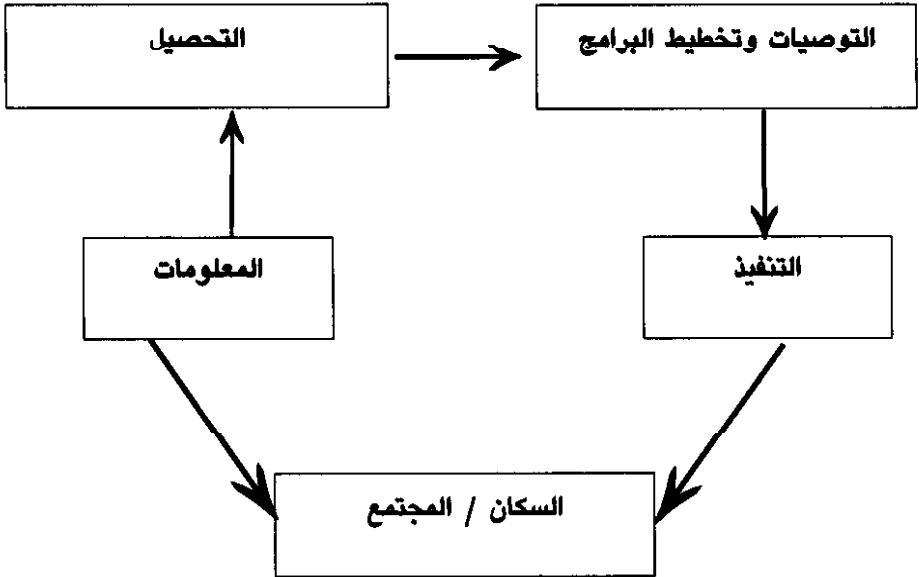 التوصيات وتخطيط البرامج
التحصيل
التنفيذ
المعلومات
السكان / المجتمع